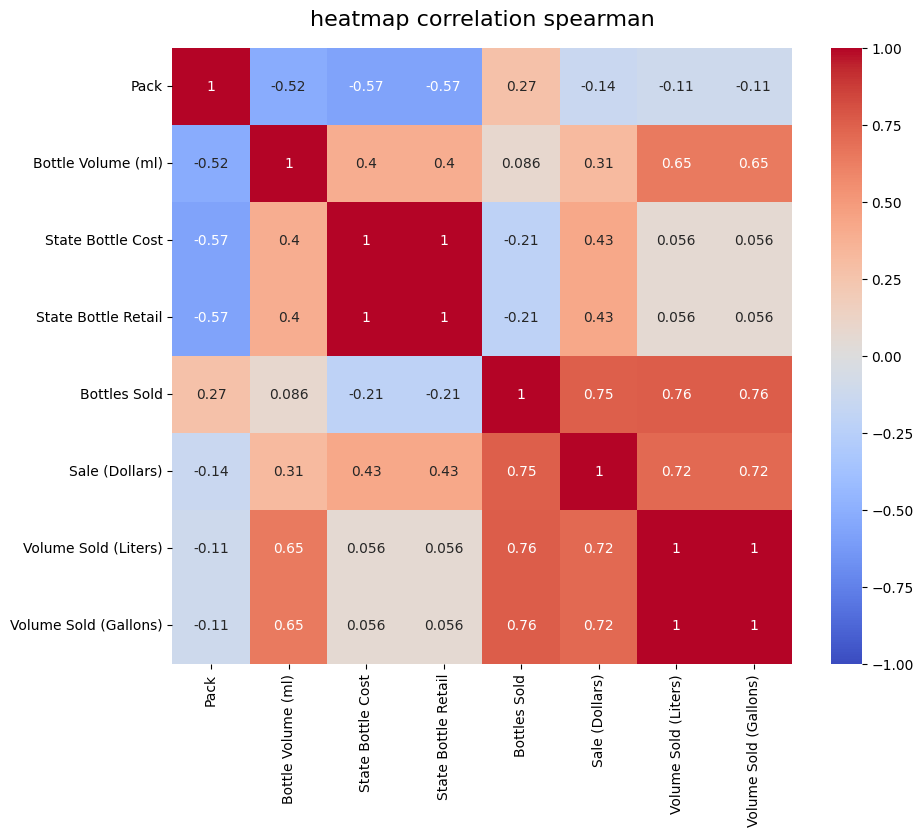 heatmap correlation spearman
Pack 1 -0.52 -0.57 -0.57 0.27 -0.14 -0.11 -0.11
Bottle Volume (ml) -0.52 1 0.4 0.4 0.086 0.31 0.65 0.65
State Bottle Cost -0.57 0.4 1 1 -0.21 0.43 0.056 0.056
State Bottle Retail -0.57 0.4 1 1 -0.21 0.43 0.056 0.056
Bottles Sold 0.27 0.086 -0.21 -0.21 1 0.75 0.76 0.76
Sale (Dollars) -0.14 0.31 0.43 0.43 0.75 1 0.72 0.72
Volume Sold (Liters) -0.11 0.65 0.056 0.056 0.76 0.72 1 1
Volume Sold (Gallons) -0.11 0.65 0.056 0.056 0.76 0.72 1 1
Pack
Bottle Volume (ml)
State Bottle Cost
State Bottle Retail
Bottles Sold
Sale (Dollars)
Volume Sold (Liters)
Volume Sold (Gallons)
1.00
0.75
0.50
0.25
0.00
−0.25
−0.50
−0.75
−1.00